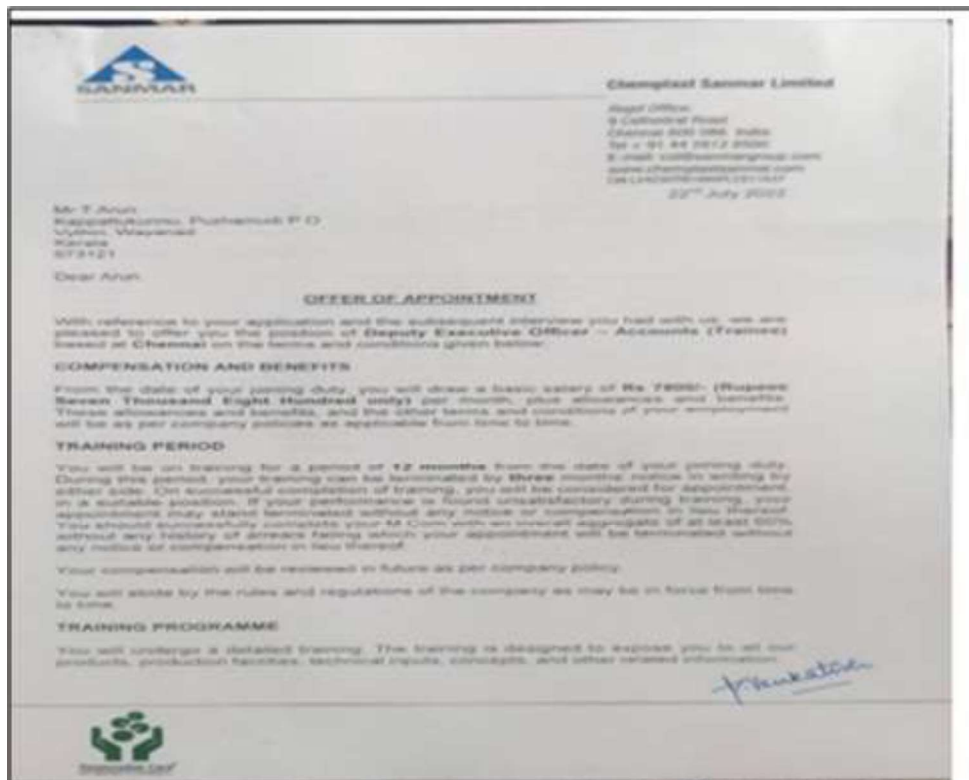 SANMAR
Chemplast Sanmar Limited
Regd Office:
9 Cathedral Road
Chennai 600 086 India
Tel + 91 44 2812 8500
E-mail:
www.chemplastsanmar.com
22nd July 2022
Mr T Arun
P O
Vythiri, Wayanad
Kerala
673121
Dear Arun
OFFER OF APPOINTMENT
With reference to your application and the subsequent interview you had with us, we are
pleased to offer you the position of Deputy Executive Officer – Accounts (Trainee)
based at Chennai on the terms and conditions given below:
COMPENSATION AND BENEFITS
From the date of your joining duty, you will draw a basic salary of Rs 7800/- (Rupees
Seven Thousand Eight Hundred only) per month, plus allowances and benefits.
These allowances and benefits, and the other terms and conditions of your employment
will be as per company policies as applicable from time to time.
TRAINING PERIOD
You will be on training for a period of 12 months from the date of your joining duty.
During this period, your training can be terminated by three months notice in writing by
either side. On successful completion of training, you will be considered for appointment
in a suitable position. If your performance is found unsatisfactory during training, your
appointment may stand terminated without any notice or compensation in lieu thereof.
You should successfully complete your M Com with an overall aggregate of at least 60%
without any history of arrears failing which your appointment will be terminated without
any notice or compensation in lieu thereof.
Your compensation will be reviewed in future as per company policy.
You will abide by the rules and regulations of the company as may be in force from time
to time.
TRAINING PROGRAMME
You will undergo a detailed training. The training is designed to expose you to all our
products, production facilities, technical inputs, concepts, and other related information.
Responsible Care